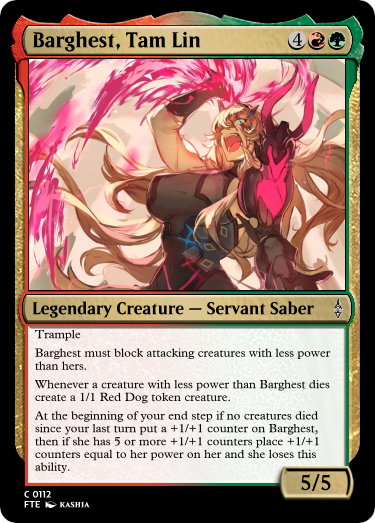 Barghest, Tam Lin 4
Legendary Creature — Servant Saber
Trample
Barghest must block attacking creatures with less power
than hers.
Whenever a creature with less power than Barghest dies
create a 1/1 Red Dog token creature.
At the beginning of your end step if no creatures died
since your last turn put a +1/+1 counter on Barghest,
then if she has 5 or more +1/+1 counters place +1/+1
counters equal to her power on her and she loses this
ability.
5/5
C 0112
FTE KASHIA